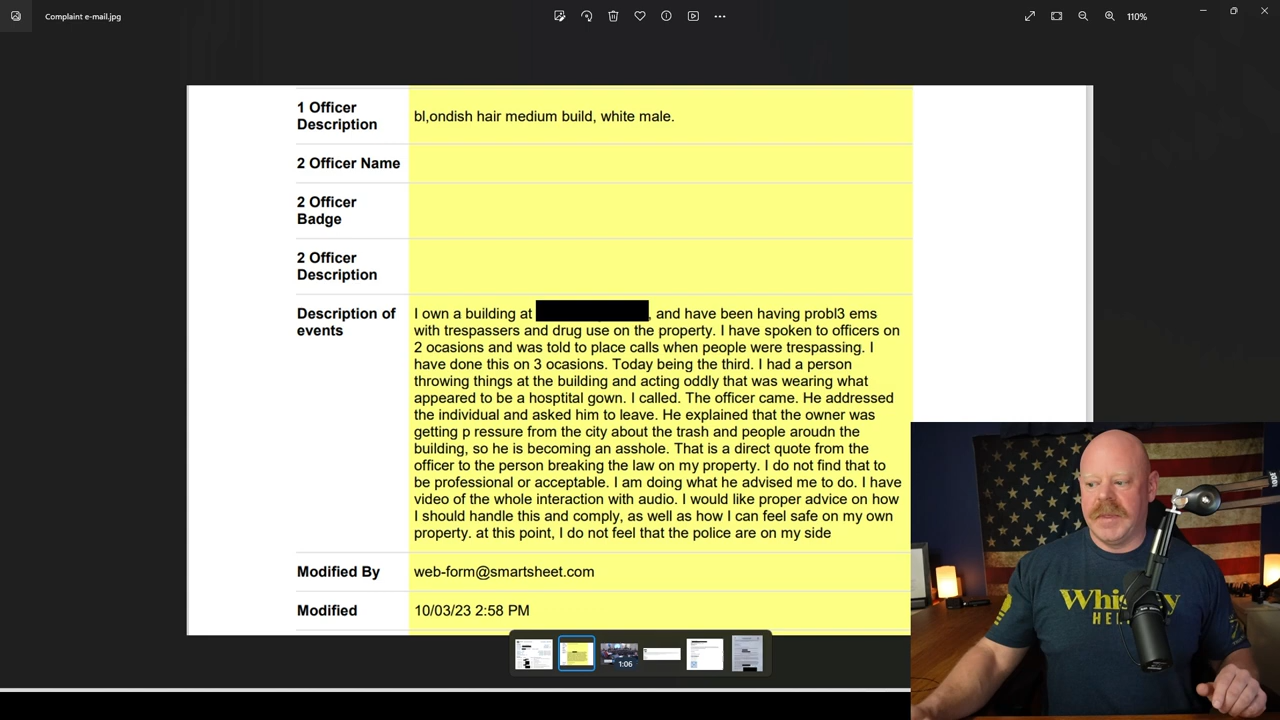 Complaint e-mail.jpg
110%
1 Officer
Description
bl,ondish hair medium build, white male.
2 Officer Name
2 Officer
Badge
2 Officer
Description
Description of
events
I own a building at , and have been having probl3 ems
with trespassers and drug use on the property. I have spoken to officers on
2 ocasions and was told to place calls when people were trespassing. I
have done this on 3 ocasions. Today being the third. I had a person
throwing things at the building and acting oddly that was wearing what
appeared to be a hosptital gown. I called. The officer came. He addressed
the individual and asked him to leave. He explained that the owner was
getting p ressure from the city about the trash and people aroudn the
building, so he is becoming an asshole. That is a direct quote from the
officer to the person breaking the law on my property. I do not find that to
be professional or acceptable. I am doing what he advised me to do. I have
video of the whole interaction with audio. I would like proper advice on how
I should handle this and comply, as well as how I can feel safe on my own
property. at this point, I do not feel that the police are on my side
Modified By
web-form@smartsheet.com
Modified
10/03/23 2:58 PM
1:06